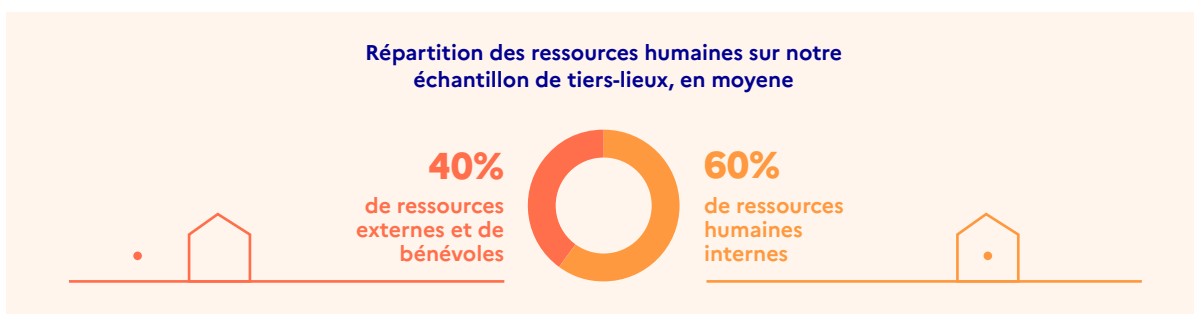 Répartition des ressources humaines sur notre
échantillon de tiers-lieux, en moyene
40%
de ressources
externes et de
bénévoles
60%
de ressources
humaines
internes